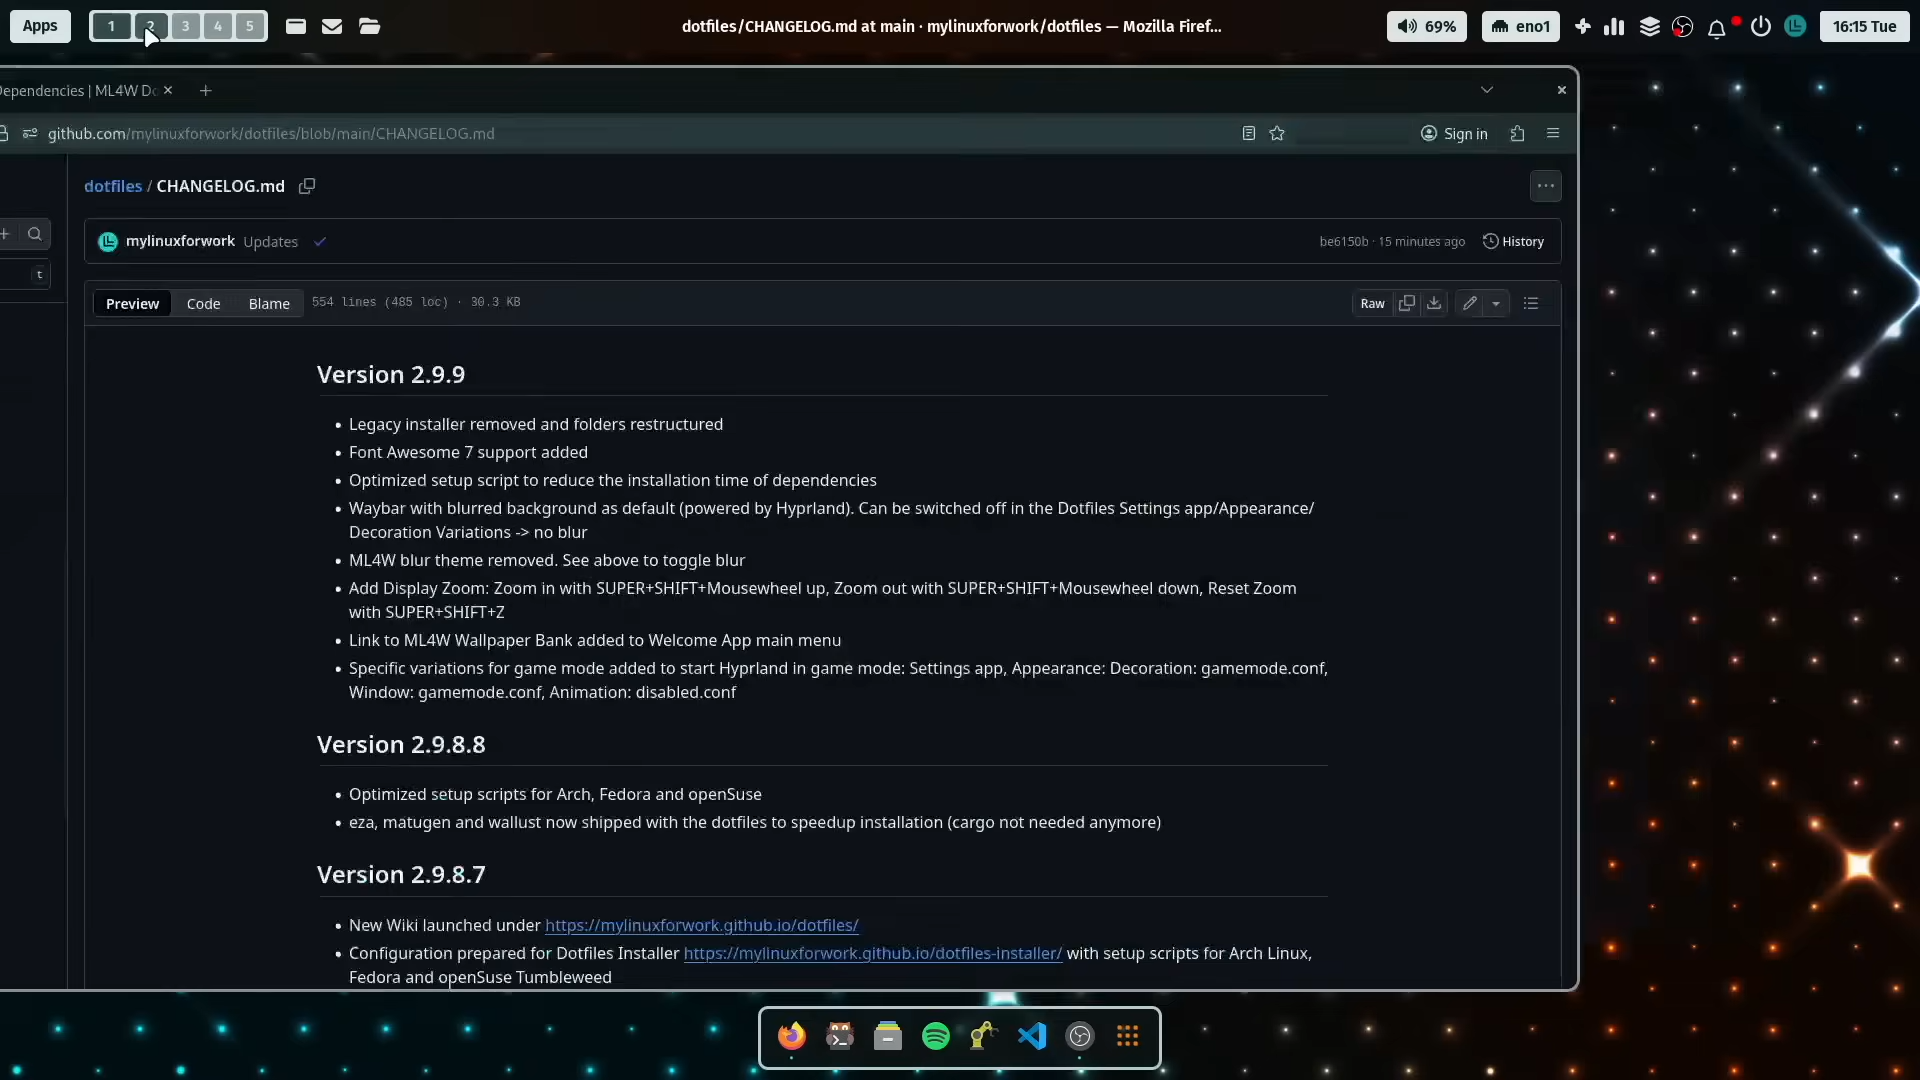 Apps
1 2 3 4 5
dotfiles/CHANGELOG.md at main · mylinuxforwork/dotfiles — Mozilla Firef...
69%
eno1
16:15 Tue
Dependencies | ML4W Do
github.com/mylinuxforwork/dotfiles/blob/main/CHANGELOG.md
Sign in
dotfiles / CHANGELOG.md
t
mylinuxforwork Updates
be6150b · 15 minutes ago
History
Preview Code Blame
554 lines (485 loc) · 30.3 KB
Raw
Version 2.9.9
• Legacy installer removed and folders restructured
• Font Awesome 7 support added
• Optimized setup script to reduce the installation time of dependencies
• Waybar with blurred background as default (powered by Hyprland). Can be switched off in the Dotfiles Settings app/Appearance/
Decoration Variations -> no blur
• ML4W blur theme removed. See above to toggle blur
• Add Display Zoom: Zoom in with SUPER+SHIFT+Mousewheel up, Zoom out with SUPER+SHIFT+Mousewheel down, Reset Zoom
with SUPER+SHIFT+Z
• Link to ML4W Wallpaper Bank added to Welcome App main menu
• Specific variations for game mode added to start Hyprland in game mode: Settings app, Appearance: Decoration: gamemode.conf,
Window: gamemode.conf, Animation: disabled.conf
Version 2.9.8.8
• Optimized setup scripts for Arch, Fedora and openSuse
• eza, matugen and wallust now shipped with the dotfiles to speedup installation (cargo not needed anymore)
Version 2.9.8.7
• New Wiki launched under https://mylinuxforwork.github.io/dotfiles/
• Configuration prepared for Dotfiles Installer https://mylinuxforwork.github.io/dotfiles-installer/ with setup scripts for Arch Linux,
Fedora and openSuse Tumbleweed